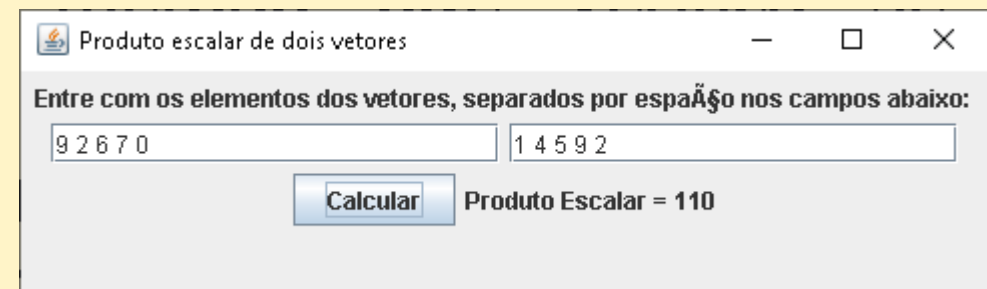 Produto escalar de dois vetores
Entre com os elementos dos vetores, separados por espaÃ§o nos campos abaixo:
9 2 6 7 0 1 4 5 9 2
Calcular Produto Escalar = 110